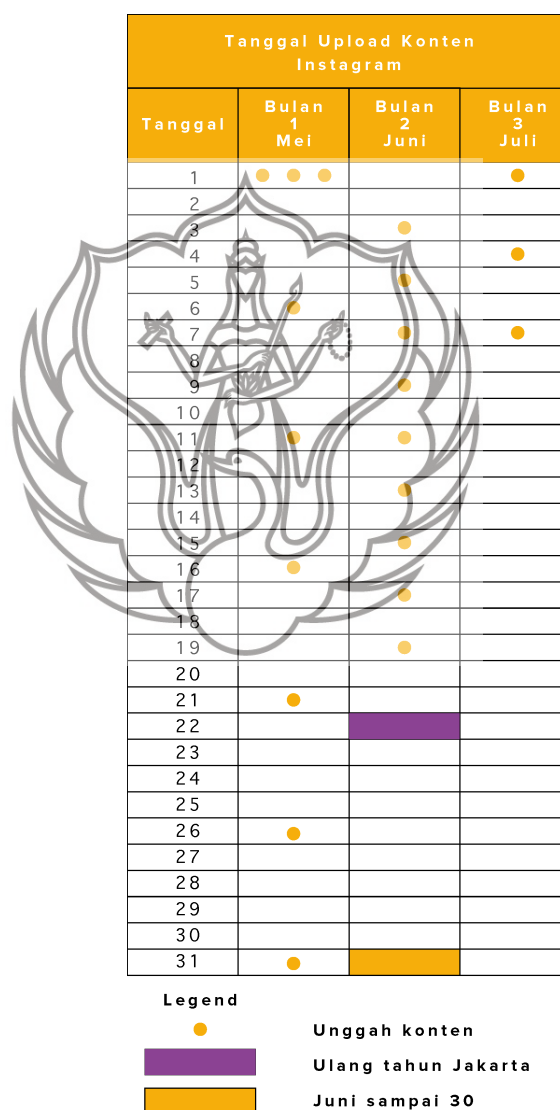 Tanggal Upload Konten
Instagram
Tanggal
Bulan
1
Mei
Bulan
2
Juni
Bulan
3
Juli
1
2
3
4
5
6
7
8
9
10
11
12
13
14
15
16
17
18
19
20
21
22
23
24
25
26
27
28
29
30
31
Legend
Unggah konten
Ulang tahun Jakarta
Juni sampai 30